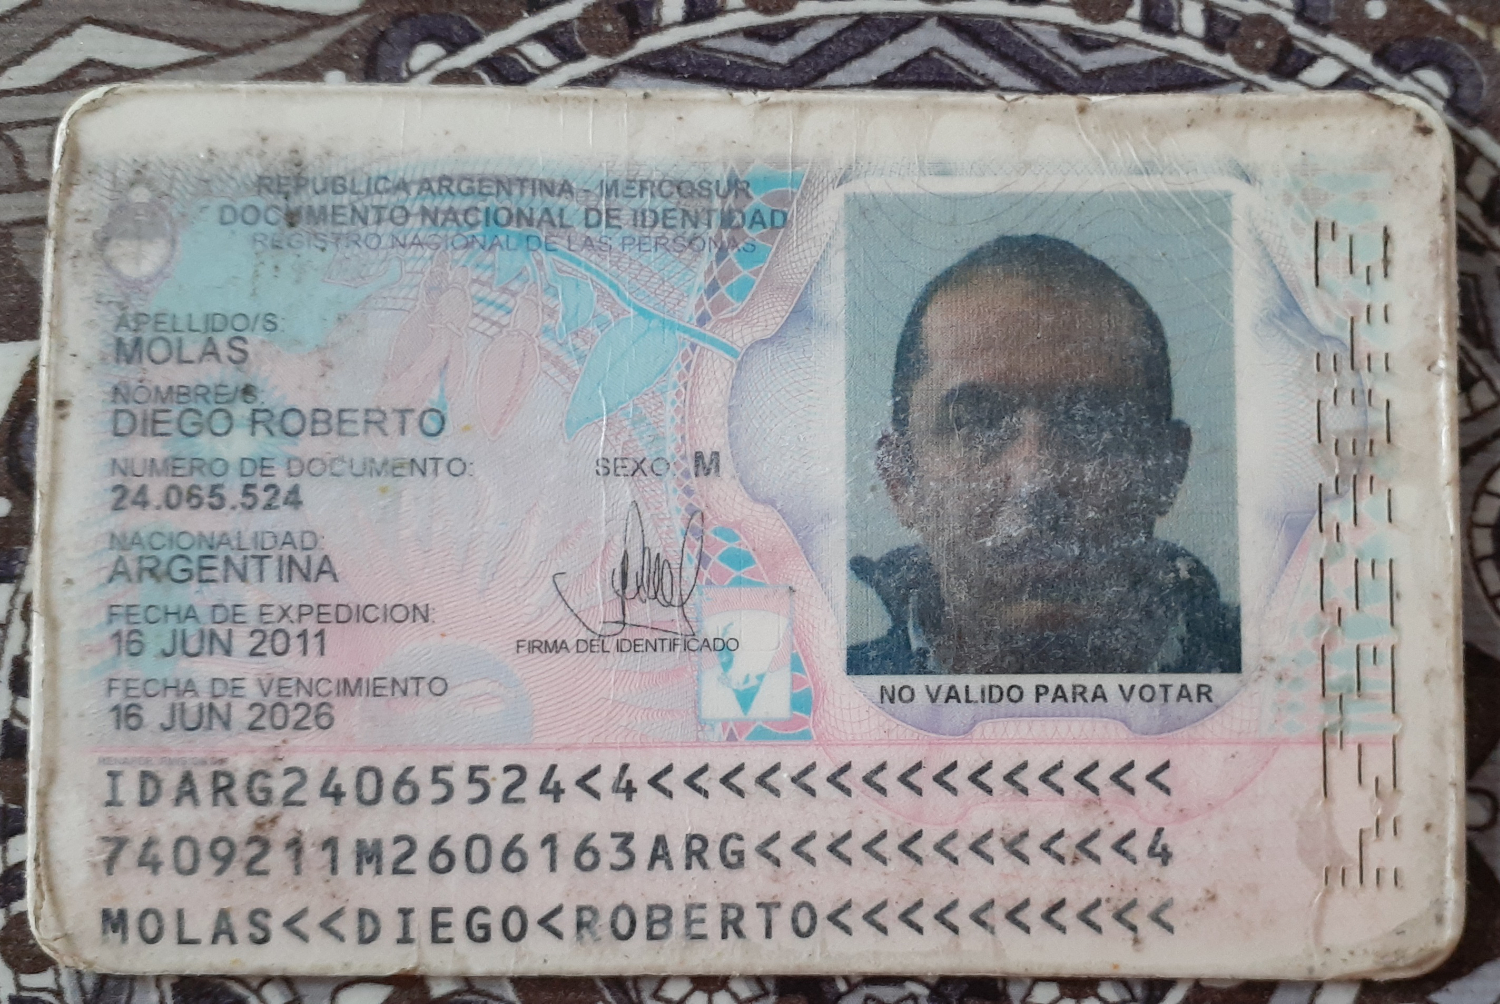 REPUBLICA ARGENTINA - MERCOSUR
DOCUMENTO NACIONAL DE IDENTIDAD
REGISTRO NACIONAL DE LAS PERSONAS
APELLIDO/S:
MOLAS
NOMBRE/S:
DIEGO ROBERTO
NUMERO DE DOCUMENTO:
24.065.524
SEXO: M
NACIONALIDAD:
ARGENTINA
FECHA DE EXPEDICION:
16 JUN 2011
FIRMA DEL IDENTIFICADO
FECHA DE VENCIMIENTO
16 JUN 2026
NO VALIDO PARA VOTAR
IDARG24065524<4<<<<<<<<<<<<<<<
7409211M2606163ARG<<<<<<<<<<<4
MOLAS<<DIEGO<ROBERTO<<<<<<<<<<